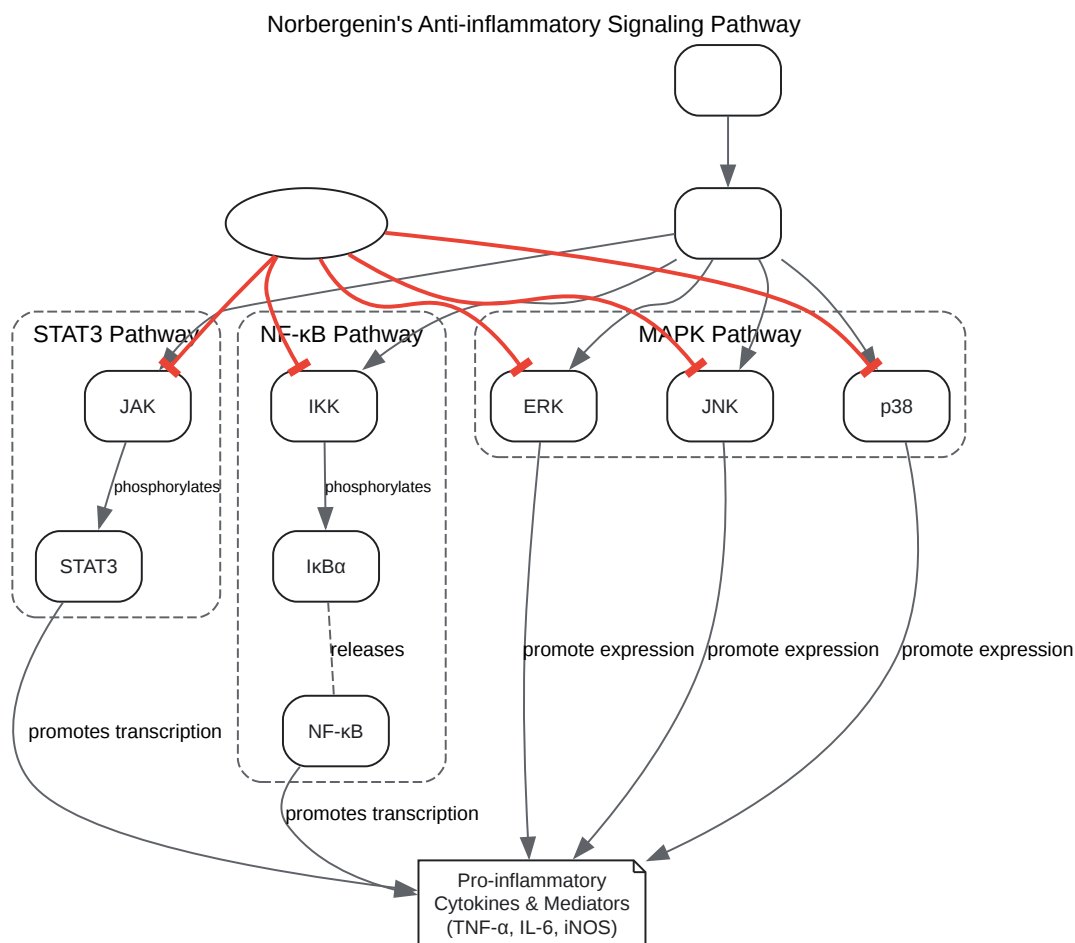 Norbergenin's Anti-inflammatory Signaling Pathway
STAT3 Pathway
NF-κB Pathway
MAPK Pathway
JAK
IKK
ERK
JNK
p38
phosphorylates
phosphorylates
STAT3
IκBα
releases
promote expression
promote expression
promote expression
NF-κB
promotes transcription
promotes transcription
Pro-inflammatory
Cytokines & Mediators
(TNF-α, IL-6, iNOS)